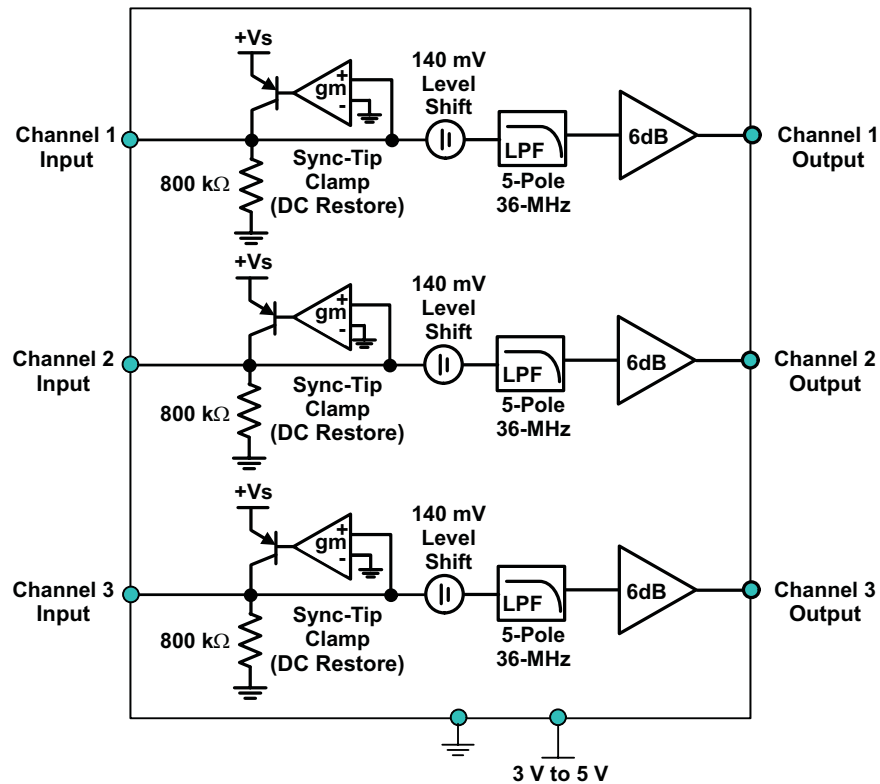 +Vs
gm
+
-
140 mV
Level
Shift
Channel 1
Input
800 kΩ
Sync-Tip
Clamp
(DC Restore)
LPF
5-Pole
36-MHz
6dB
Channel 1
Output
+Vs
gm
+
-
140 mV
Level
Shift
Channel 2
Input
800 kΩ
Sync-Tip
Clamp
(DC Restore)
LPF
5-Pole
36-MHz
6dB
Channel 2
Output
+Vs
gm
+
-
140 mV
Level
Shift
Channel 3
Input
800 kΩ
Sync-Tip
Clamp
(DC Restore)
LPF
5-Pole
36-MHz
6dB
Channel 3
Output
3 V to 5 V